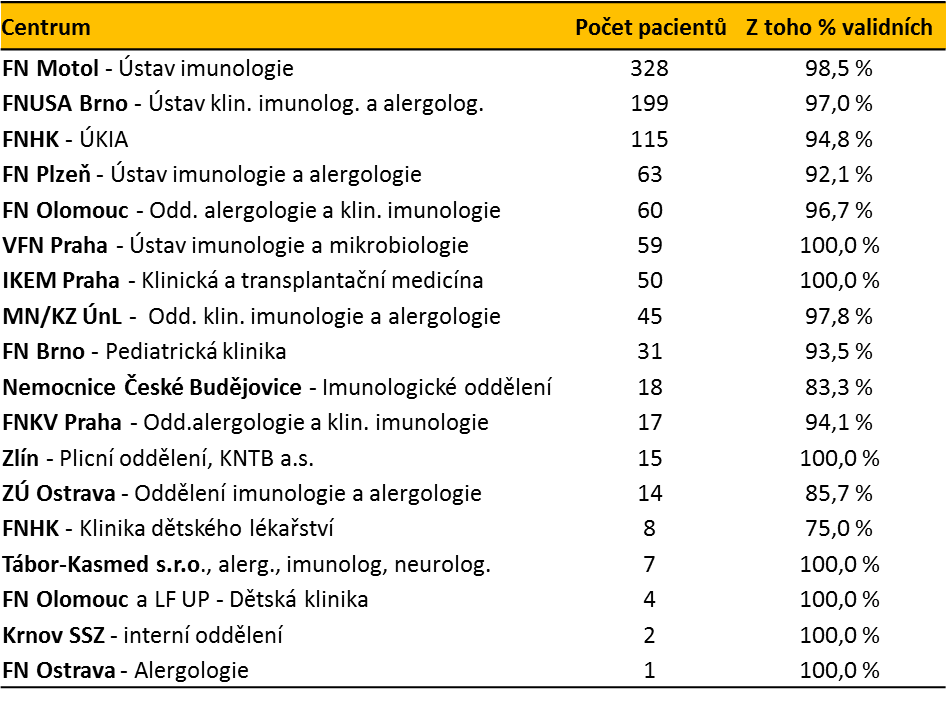 Centrum Počet pacientů Z toho % validních
FN Motol - Ústav imunologie 328 98,5 %
FNUSA Brno - Ústav klin. imunolog. a alergolog. 199 97,0 %
FNHK - ÚKIA 115 94,8 %
FN Plzeň - Ústav imunologie a alergologie 63 92,1 %
FN Olomouc - Odd. alergologie a klin. imunologie 60 96,7 %
VFN Praha - Ústav imunologie a mikrobiologie 59 100,0 %
IKEM Praha - Klinická a transplantační medicína 50 100,0 %
MN/KZ ÚnL - Odd. klin. imunologie a alergologie 45 97,8 %
FN Brno - Pediatrická klinika 31 93,5 %
Nemocnice České Budějovice - Imunologické oddělení 18 83,3 %
FNKV Praha - Odd.alergologie a klin. imunologie 17 94,1 %
Zlín - Plicní oddělení, KNTB a.s. 15 100,0 %
ZÚ Ostrava - Oddělení imunologie a alergologie 14 85,7 %
FNHK - Klinika dětského lékařství 8 75,0 %
Tábor-Kasmed s.r.o., alerg., imunolog, neurolog. 7 100,0 %
FN Olomouc a LF UP - Dětská klinika 4 100,0 %
Krnov SSZ - interní oddělení 2 100,0 %
FN Ostrava - Alergologie 1 100,0 %